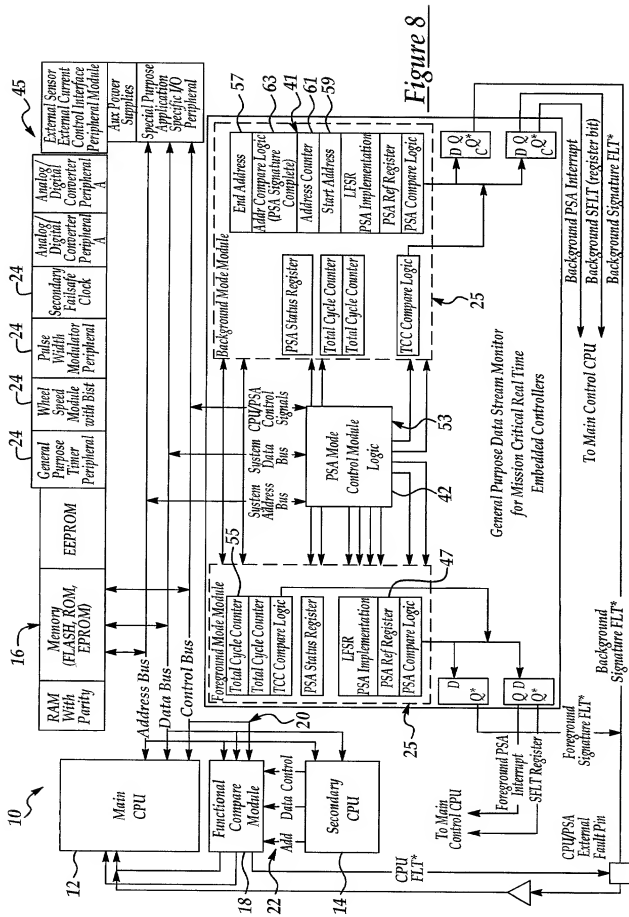 Figure 8
10
12
Main
CPU
18
Functional
Compare
Module
22
Add
Data
Control
14
Secondary
CPU
20
16
RAM
With
Parity
Memory
(FLASH, ROM,
EPROM)
EEPROM
24
General
Purpose
Timer
Peripheral
24
Wheel
Speed
Module
with Bist
24
Pulse
Width
Modulator
Peripheral
24
Secondary
Failsafe
Clock
Analog/
Digital
Converter
Peripheral
A
Analog/
Digital
Converter
Peripheral
A
45
External Sensor
External Current
Control Interface
Peripheral Module
Aux Power
Supplies
Special Purpose
Application
Specific I/O
Peripheral
Address Bus
Data Bus
Control Bus
System
Address
Bus
System
Data
Bus
CPU/PSA
Control
Signals
Foreground Mode Module
55
Total Cycle Counter
Total Cycle Counter
TCC Compare Logic
PSA Status Register
47
LFSR
PSA Implementation
PSA Ref Register
PSA Compare Logic
25
PSA Mode
Control Module
Logic
42
53
Background Mode Module
PSA Status Register
Total Cycle Counter
Total Cycle Counter
TCC Compare Logic
57
End Address
63
Addr Compare Logic
(PSA Signature
Complete)
41
61
Address Counter
59
Start Address
LFSR
PSA Implementation
PSA Ref Register
PSA Compare Logic
25
General Purpose Data Stream Monitor
for Mission Critical Real Time
Embedded Controllers
D
Q*
Q D
Q*
D Q
C Q*
D Q
C Q*
Background PSA Interrupt
Background SFLT (register bit)
Background Signature FLT*
To Main Control CPU
To Main
Control CPU
Foreground PSA
Interrupt
SFLT Register
Foreground
Signature FLT*
Background
Signature FLT*
CPU
FLT*
CPU/PSA
External
Fault Pin